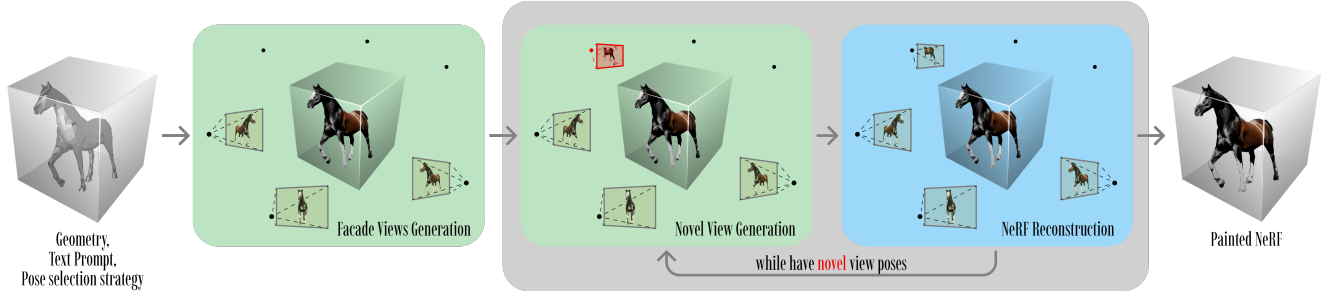 Geometry,
Text Prompt,
Pose selection strategy
Facade Views Generation
Novel View Generation
NeRF Reconstruction
while have novel view poses
Painted NeRF